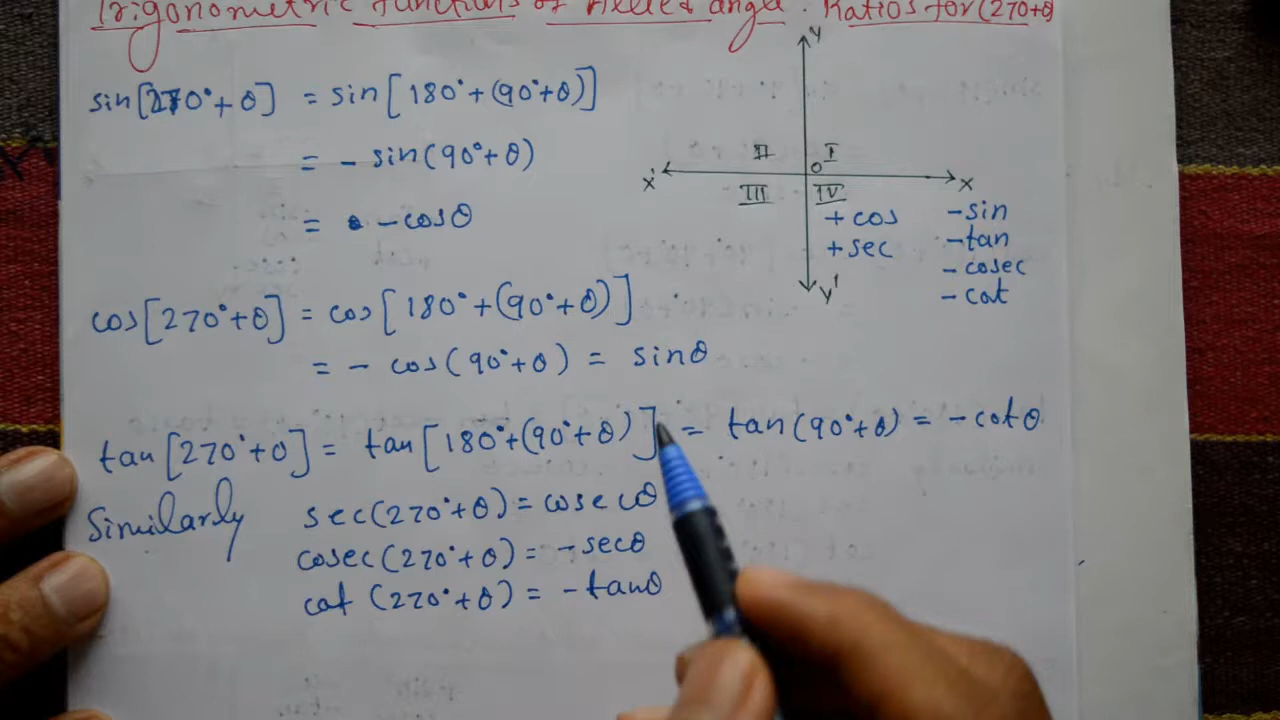 Trigonometric functions of Allied angle. Ratios for (270+θ)
sin[270°+θ] = sin[180°+(90°+θ)]
= - sin(90°+θ)
= -cosθ
cos[270°+θ] = cos[180°+(90°+θ)]
= - cos(90°+θ) = sinθ
tan[270°+θ] = tan[180°+(90°+θ)] = tan(90°+θ) = -cotθ
Similarly sec(270°+θ) = cosecθ
cosec(270°+θ) = -secθ
cot (270°+θ) = -tanθ
Y
II I
X' O X
III IV
+cos -sin
+sec -tan
-cosec
-cot
Y'